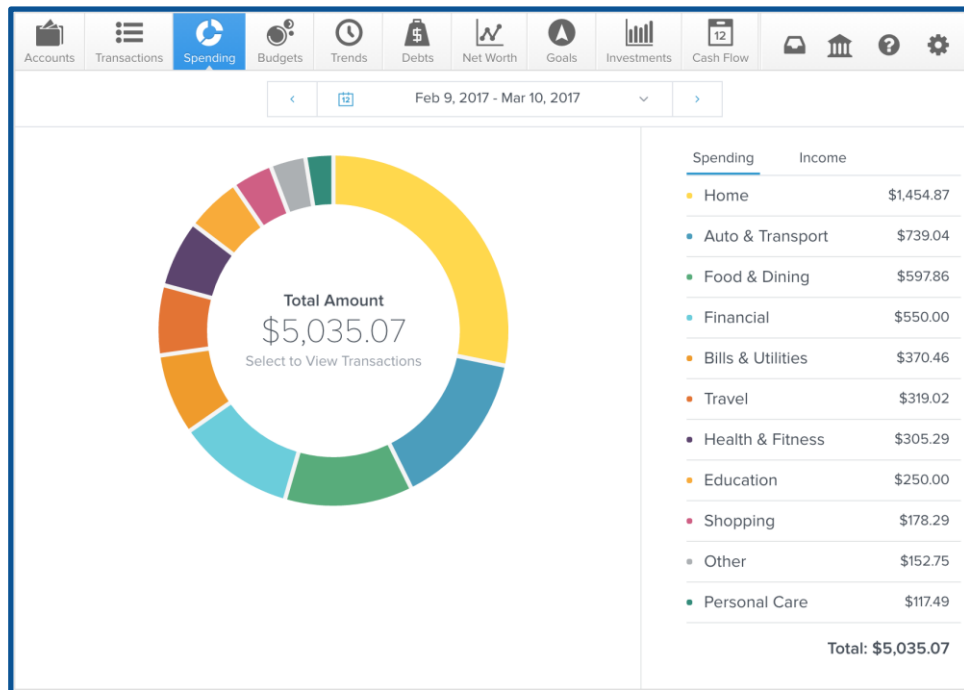 Accounts Transactions Spending Budgets Trends Debts Net Worth Goals Investments Cash Flow
$ 12 ?
12 Feb 9, 2017 - Mar 10, 2017
Spending Income
Home $1,454.87
Auto & Transport $739.04
Food & Dining $597.86
Financial $550.00
Bills & Utilities $370.46
Travel $319.02
Health & Fitness $305.29
Education $250.00
Shopping $178.29
Other $152.75
Personal Care $117.49
Total: $5,035.07
Total Amount
$5,035.07
Select to View Transactions